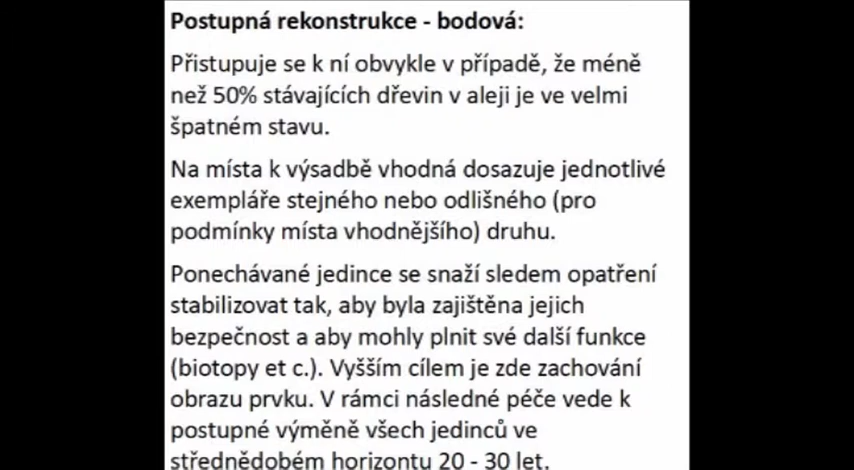 Postupná rekonstrukce - bodová:
Přistupuje se k ní obvykle v případě, že méně
než 50% stávajících dřevin v aleji je ve velmi
špatném stavu.
Na místa k výsadbě vhodná dosazuje jednotlivé
exempláře stejného nebo odlišného (pro
podmínky místa vhodnějšího) druhu.
Ponechávané jedince se snaží sledem opatření
stabilizovat tak, aby byla zajištěna jejich
bezpečnost a aby mohly plnit své další funkce
(biotopy et c.). Vyšším cílem je zde zachování
obrazu prvku. V rámci následné péče vede k
postupné výměně všech jedinců ve
střednědobém horizontu 20 - 30 let.